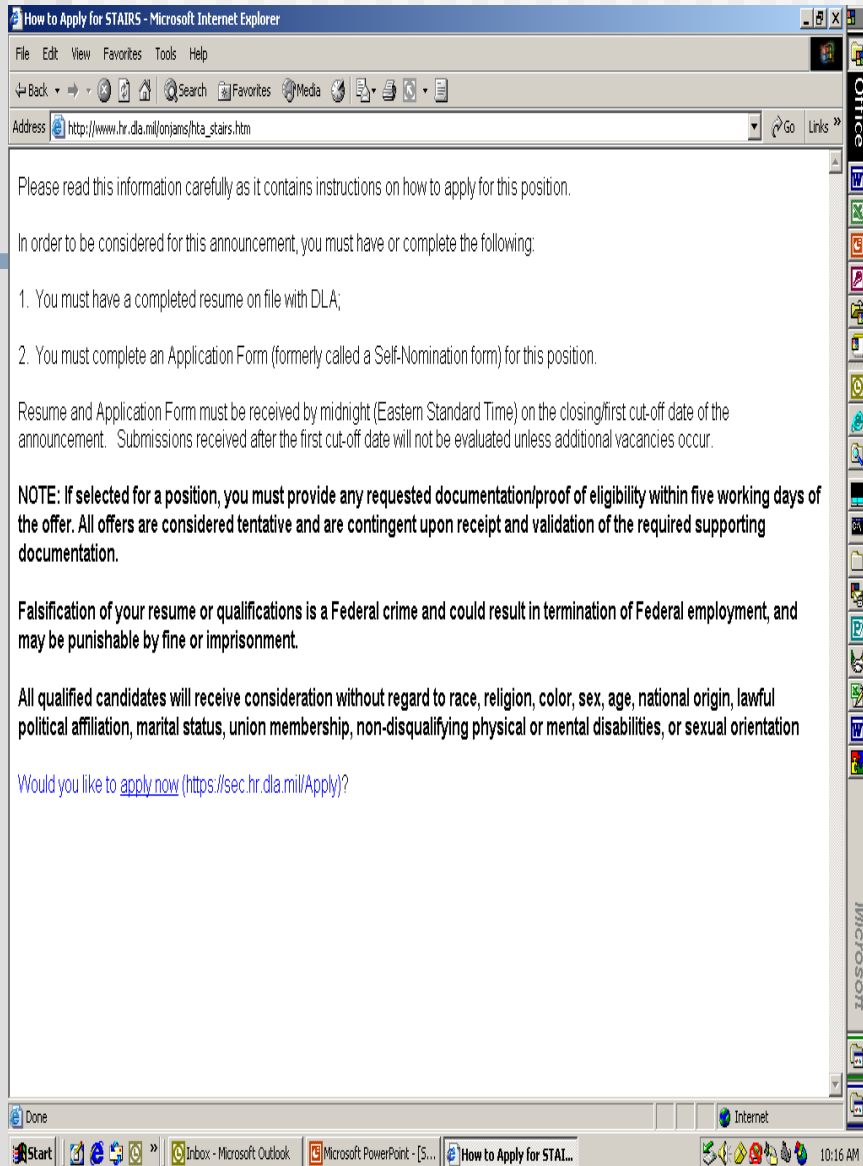 How to Apply for STAIRS - Microsoft Internet Explorer
File Edit View Favorites Tools Help
Back Search Favorites Media
Address http://www.hr.dla.mil/onjams/hta_stairs.htm Go Links »
Office
Please read this information carefully as it contains instructions on how to apply for this position.
In order to be considered for this announcement, you must have or complete the following:
1. You must have a completed resume on file with DLA;
2. You must complete an Application Form (formerly called a Self-Nomination form) for this position.
Resume and Application Form must be received by midnight (Eastern Standard Time) on the closing/first cut-off date of the
announcement. Submissions received after the first cut-off date will not be evaluated unless additional vacancies occur.
NOTE: If selected for a position, you must provide any requested documentation/proof of eligibility within five working days of
the offer. All offers are considered tentative and are contingent upon receipt and validation of the required supporting
documentation.
Falsification of your resume or qualifications is a Federal crime and could result in termination of Federal employment, and
may be punishable by fine or imprisonment.
All qualified candidates will receive consideration without regard to race, religion, color, sex, age, national origin, lawful
political affiliation, marital status, union membership, non-disqualifying physical or mental disabilities, or sexual orientation
Would you like to apply now (https://sec.hr.dla.mil/Apply)?
Microsoft
Done Internet
Start » Inbox - Microsoft Outlook Microsoft PowerPoint - [S... How to Apply for STAI... 10:16 AM